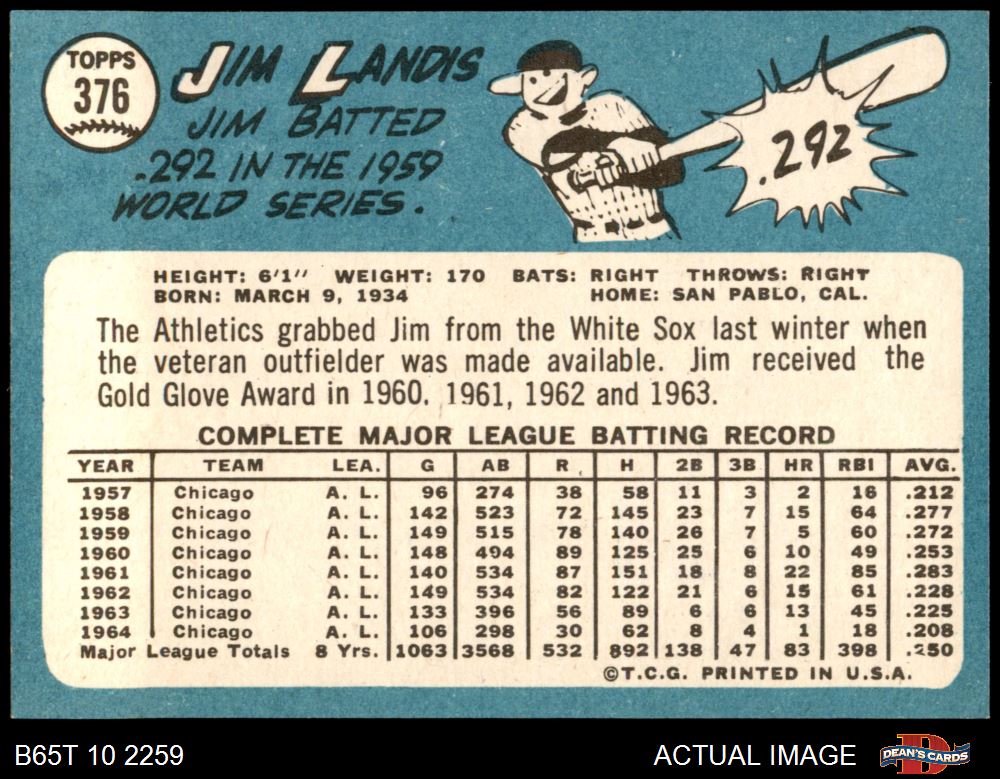 TOPPS
376
JIM LANDIS
JIM BATTED
.292 IN THE 1959
WORLD SERIES.
.292
HEIGHT: 6'1" WEIGHT: 170 BATS: RIGHT THROWS: RIGHT
BORN: MARCH 9, 1934 HOME: SAN PABLO, CAL.
The Athletics grabbed Jim from the White Sox last winter when
the veteran outfielder was made available. Jim received the
Gold Glove Award in 1960. 1961, 1962 and 1963.
COMPLETE MAJOR LEAGUE BATTING RECORD
YEAR TEAM LEA. G AB R H 2B 3B HR RBI AVG.
1957 Chicago A. L. 96 274 38 58 11 3 2 16 .212
1958 Chicago A. L. 142 523 72 145 23 7 15 64 .277
1959 Chicago A. L. 149 515 78 140 26 7 5 60 .272
1960 Chicago A. L. 148 494 89 125 25 6 10 49 .253
1961 Chicago A. L. 140 534 87 151 18 8 22 85 .283
1962 Chicago A. L. 149 534 82 122 21 6 15 61 .228
1963 Chicago A. L. 133 396 56 89 6 6 13 45 .225
1964 Chicago A. L. 106 298 30 62 8 4 1 18 .208
Major League Totals 8 Yrs. 1063 3568 532 892 138 47 83 398 .250
©T.C.G. PRINTED IN U.S.A.
B65T 10 2259 ACTUAL IMAGE
D
DEAN'S CARDS